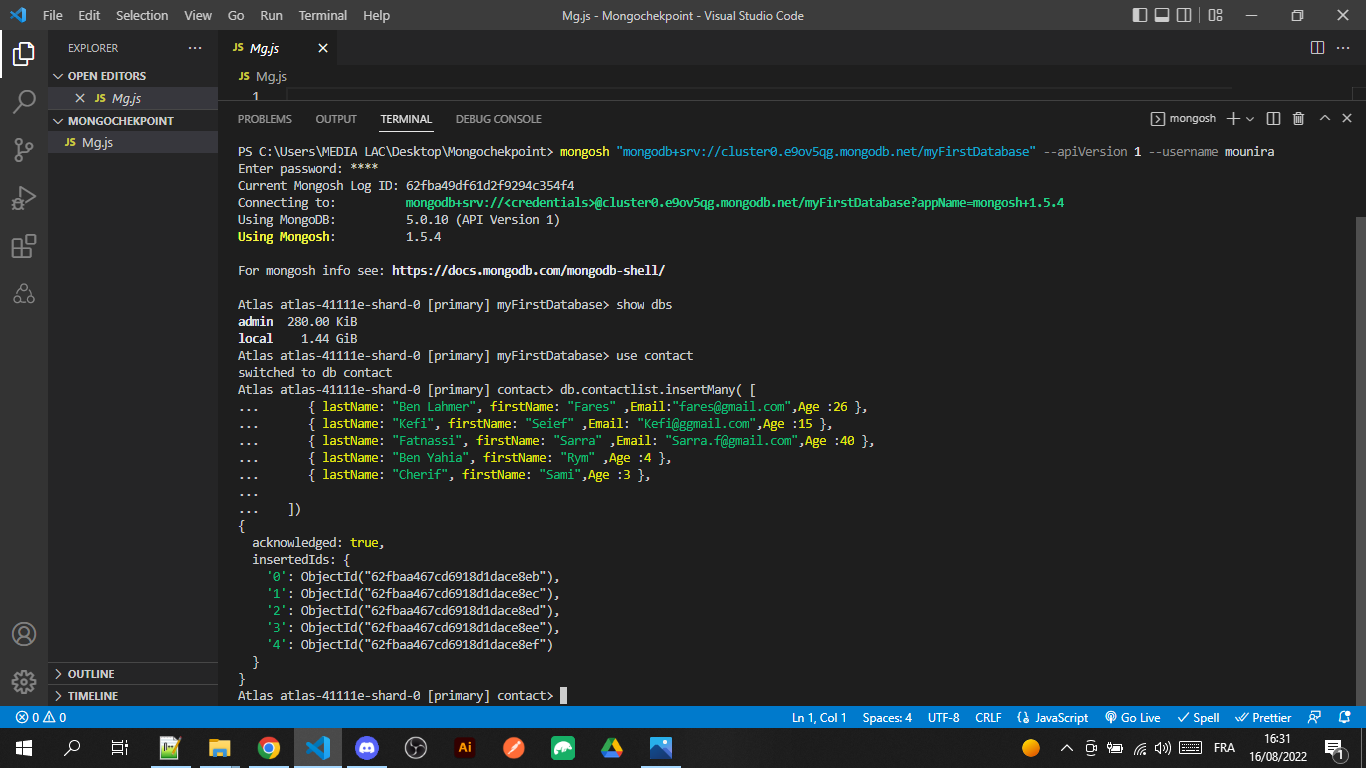 File Edit Selection View Go Run Terminal Help Mg.js - Mongochekpoint - Visual Studio Code
EXPLORER
OPEN EDITORS
JS Mg.js
MONGOCHEKPOINT
JS Mg.js
OUTLINE
TIMELINE
JS Mg.js
JS Mg.js
1
PROBLEMS OUTPUT TERMINAL DEBUG CONSOLE mongosh
PS C:\Users\MEDIA LAC\Desktop\Mongochekpoint> mongosh "mongodb+srv://cluster0.e9ov5qg.mongodb.net/myFirstDatabase" --apiVersion 1 --username mounira
Enter password: ****
Current Mongosh Log ID: 62fba49df61d2f9294c354f4
Connecting to: mongodb+srv://<credentials>@cluster0.e9ov5qg.mongodb.net/myFirstDatabase?appName=mongosh+1.5.4
Using MongoDB: 5.0.10 (API Version 1)
Using Mongosh: 1.5.4
For mongosh info see: https://docs.mongodb.com/mongodb-shell/
Atlas atlas-41111e-shard-0 [primary] myFirstDatabase> show dbs
admin 280.00 KiB
local 1.44 GiB
Atlas atlas-41111e-shard-0 [primary] myFirstDatabase> use contact
switched to db contact
Atlas atlas-41111e-shard-0 [primary] contact> db.contactlist.insertMany( [
... { lastName: "Ben Lahmer", firstName: "Fares" ,Email:"fares@gmail.com",Age :26 },
... { lastName: "Kefi", firstName: "Seief" ,Email: "Kefi@ggmail.com",Age :15 },
... { lastName: "Fatnassi", firstName: "Sarra" ,Email: "Sarra.f@gmail.com",Age :40 },
... { lastName: "Ben Yahia", firstName: "Rym" ,Age :4 },
... { lastName: "Cherif", firstName: "Sami",Age :3 },
...
... ])
{
acknowledged: true,
insertedIds: {
'0': ObjectId("62fbaa467cd6918d1dace8eb"),
'1': ObjectId("62fbaa467cd6918d1dace8ec"),
'2': ObjectId("62fbaa467cd6918d1dace8ed"),
'3': ObjectId("62fbaa467cd6918d1dace8ee"),
'4': ObjectId("62fbaa467cd6918d1dace8ef")
}
}
Atlas atlas-41111e-shard-0 [primary] contact>
0 0 Ln 1, Col 1 Spaces: 4 UTF-8 CRLF JavaScript Go Live Spell Prettier
Ai FRA 16:31
16/08/2022 1